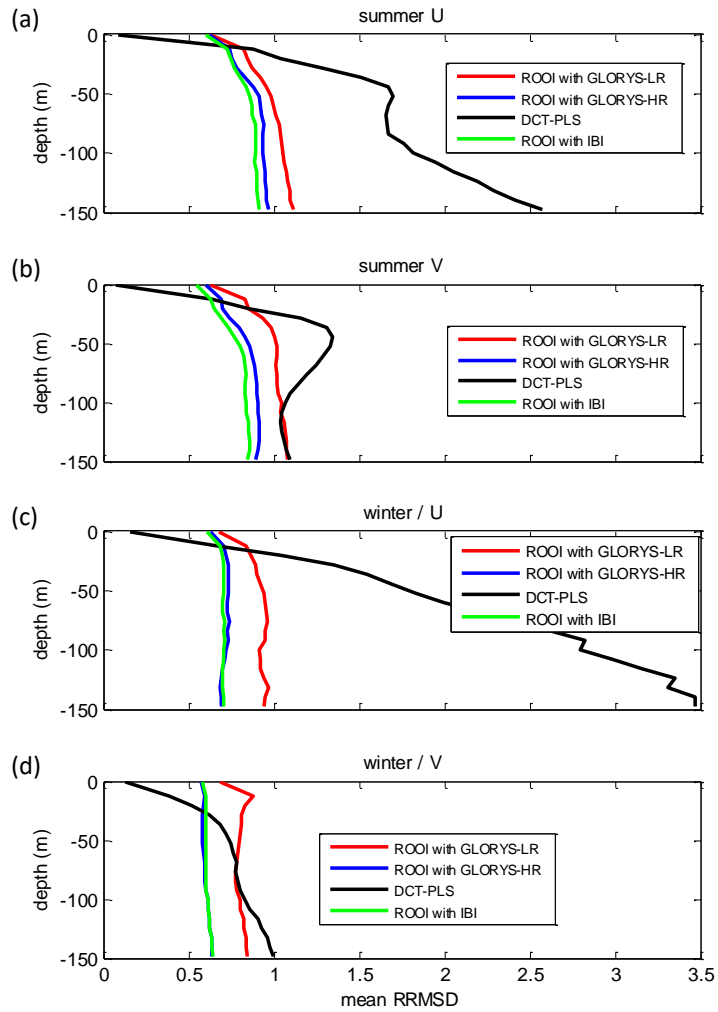 (a)
summer U
0
-50
-100
-150
depth (m)
ROOI with GLORYS-LR
ROOI with GLORYS-HR
DCT-PLS
ROOI with IBI
(b)
summer V
0
-50
-100
-150
depth (m)
ROOI with GLORYS-LR
ROOI with GLORYS-HR
DCT-PLS
ROOI with IBI
(c)
winter / U
0
-50
-100
-150
depth (m)
ROOI with GLORYS-LR
ROOI with GLORYS-HR
DCT-PLS
ROOI with IBI
(d)
winter / V
0
-50
-100
-150
depth (m)
ROOI with GLORYS-LR
ROOI with GLORYS-HR
DCT-PLS
ROOI with IBI
0 0.5 1 1.5 2 2.5 3 3.5
mean RRMSD